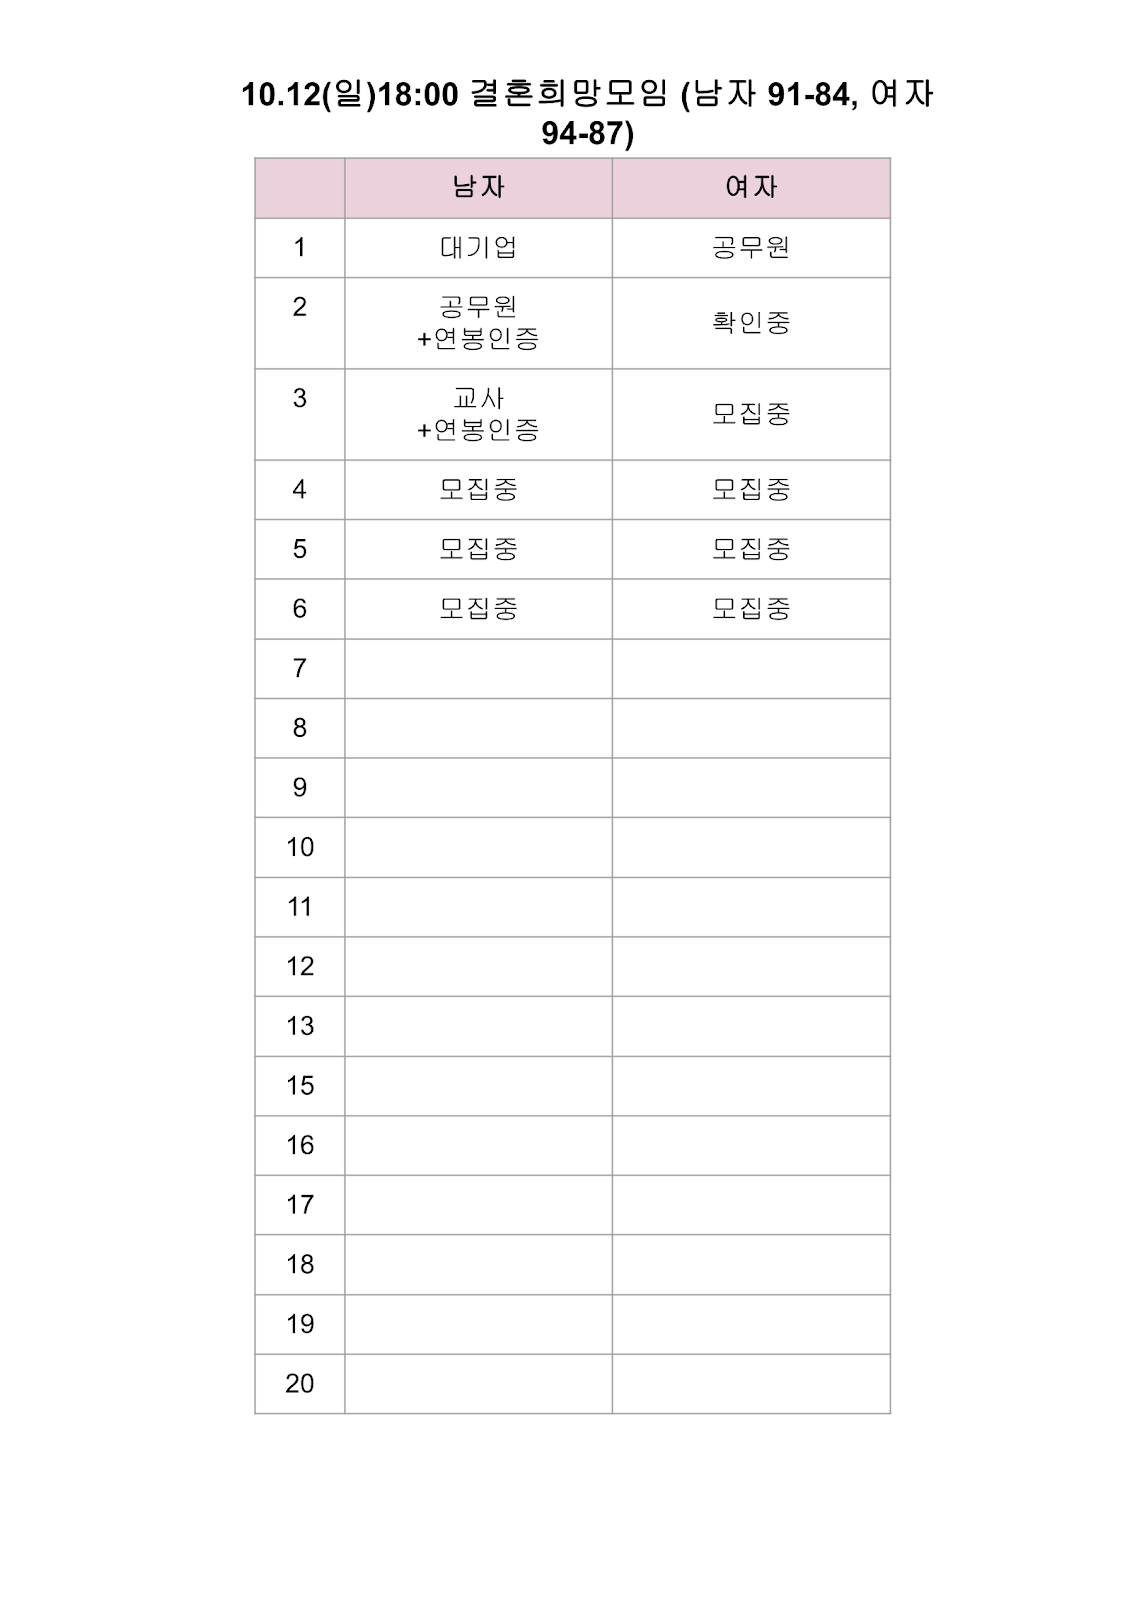 10.12(일)18:00 결혼희망모임 (남자 91-84, 여자
94-87)
남자 여자
1 대기업 공무원
2 공무원
+연봉인증 확인중
3 교사
+연봉인증 모집중
4 모집중 모집중
5 모집중 모집중
6 모집중 모집중
7
8
9
10
11
12
13
15
16
17
18
19
20